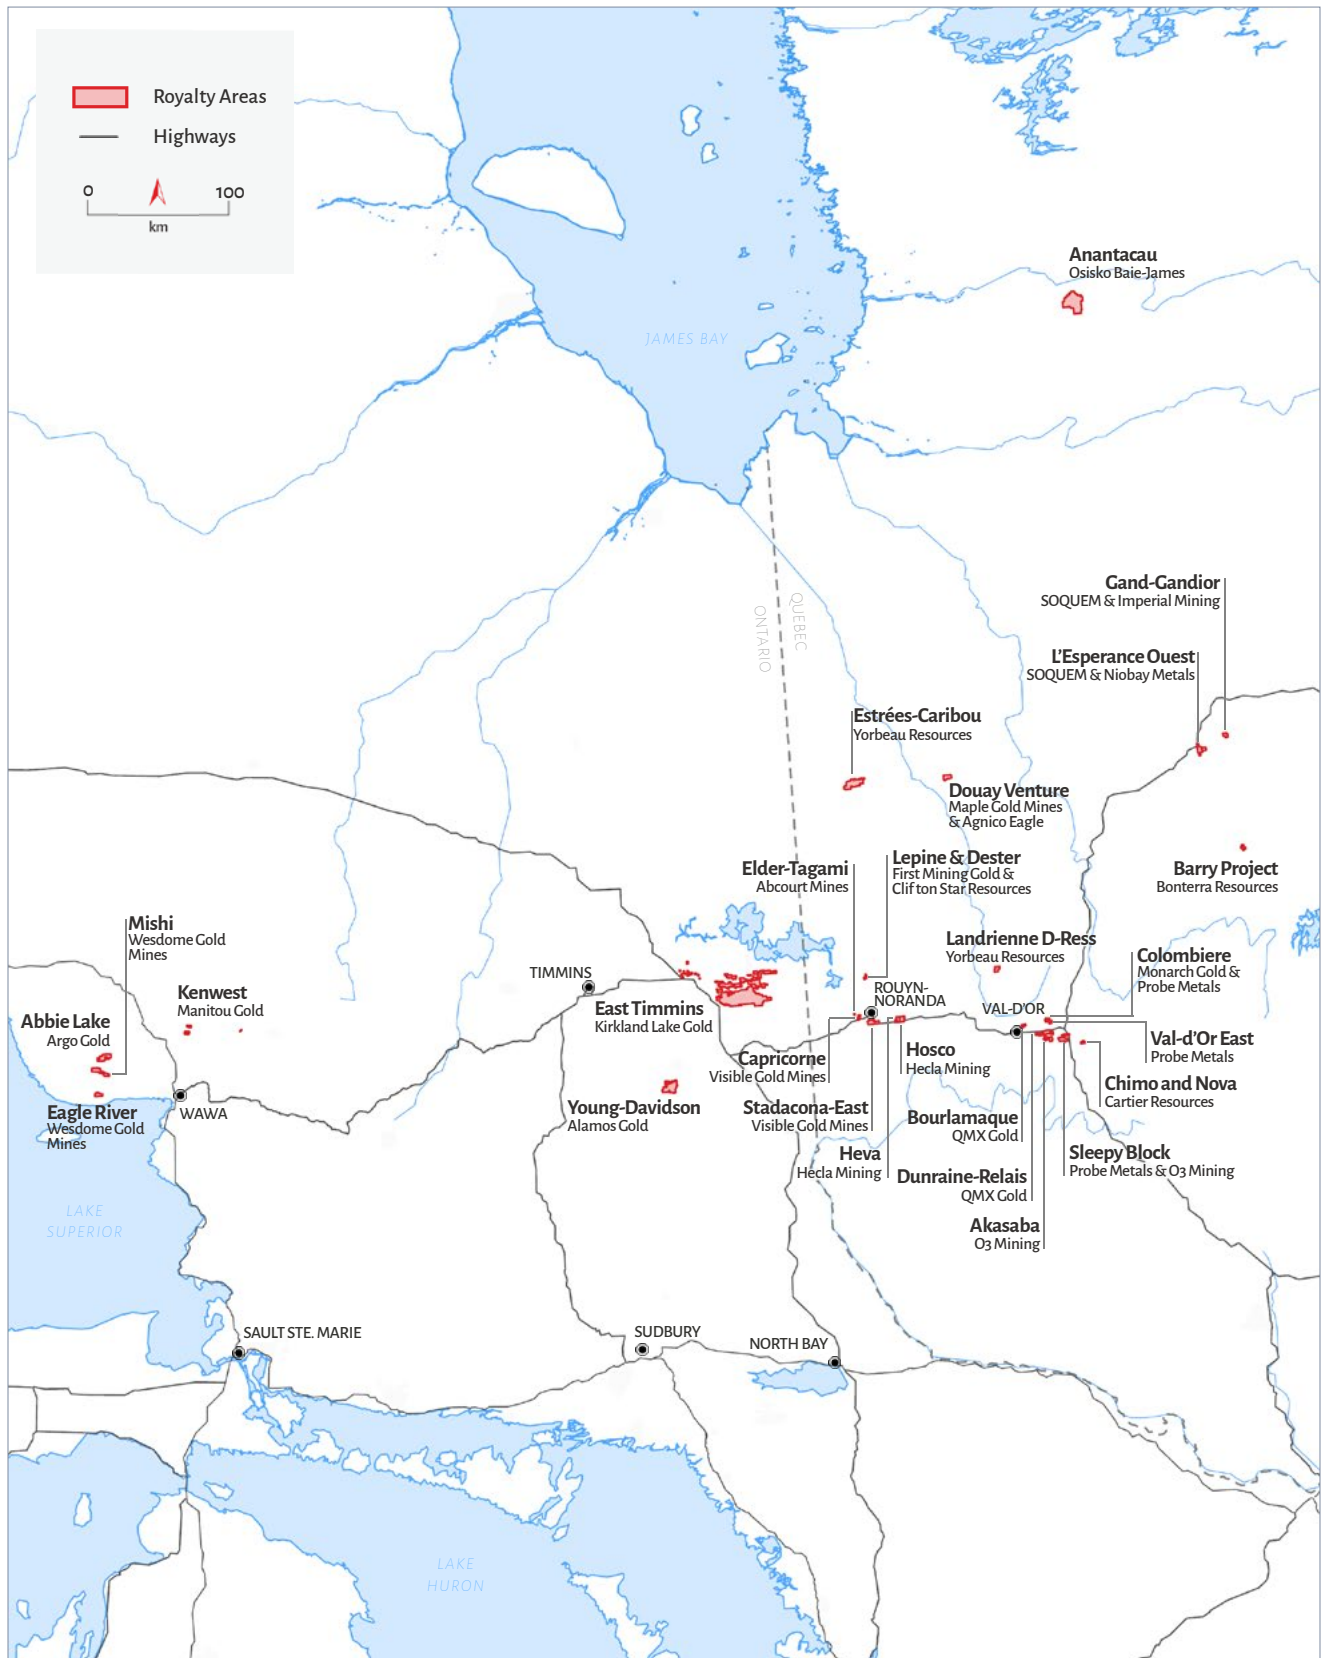 Royalty Areas
Highways
0 100
km
JAMES BAY
Anantacau
Osisko Baie-James
QUEBEC
ONTARIO
Gand-Gandior
SOQUEM & Imperial Mining
L'Esperance Ouest
SOQUEM & Niobay Metals
Estrées-Caribou
Yorbeau Resources
Douay Venture
Maple Gold Mines
& Agnico Eagle
Elder-Tagami
Abcourt Mines
Lepine & Dester
First Mining Gold &
Clifton Star Resources
Barry Project
Bonterra Resources
Mishi
Wesdome Gold
Mines
Landrienne D-Ress
Yorbeau Resources
Colombiere
Monarch Gold &
Probe Metals
Kenwest
Manitou Gold
TIMMINS
ROUYN-
NORANDA
Abbie Lake
Argo Gold
East Timmins
Kirkland Lake Gold
VAL-D'OR
Val-d'Or East
Probe Metals
Capricorne
Visible Gold Mines
Hosco
Hecla Mining
Chimo and Nova
Cartier Resources
Eagle River
Wesdome Gold
Mines
WAWA
Young-Davidson
Alamos Gold
Stadacona-East
Visible Gold Mines
Bourlamaque
QMX Gold
Heva
Hecla Mining
Sleepy Block
Probe Metals & O3 Mining
Dunraine-Relais
QMX Gold
Akasaba
O3 Mining
LAKE
SUPERIOR
SAULT STE. MARIE
SUDBURY
NORTH BAY
LAKE
HURON